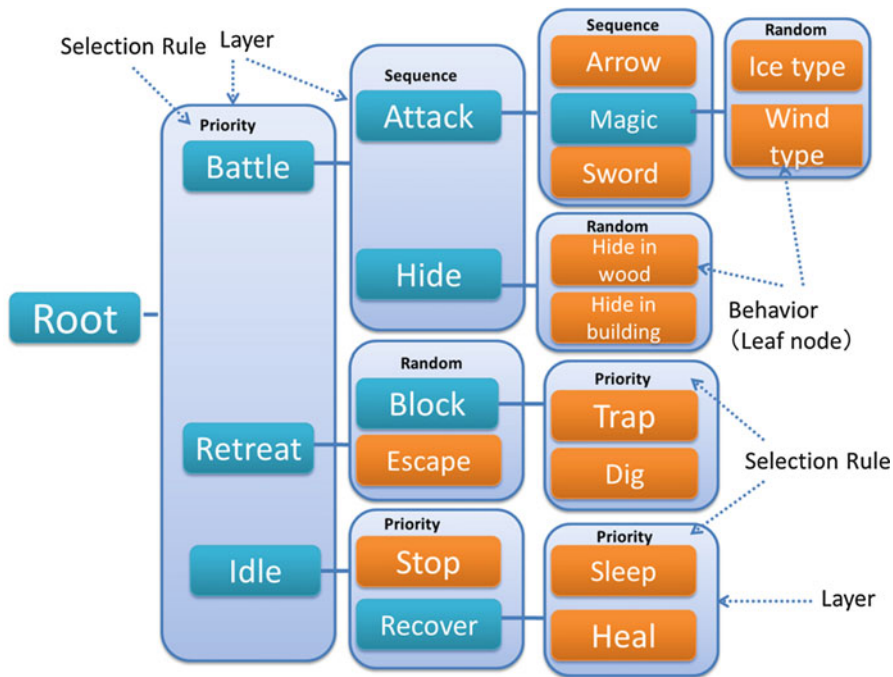 Selection Rule
Layer
Priority
Battle
Retreat
Idle
Root
Sequence
Attack
Hide
Sequence
Arrow
Magic
Sword
Random
Ice type
Wind
type
Random
Hide in
wood
Hide in
building
Behavior
(Leaf node)
Random
Block
Escape
Priority
Trap
Dig
Selection Rule
Priority
Stop
Recover
Priority
Sleep
Heal
Layer